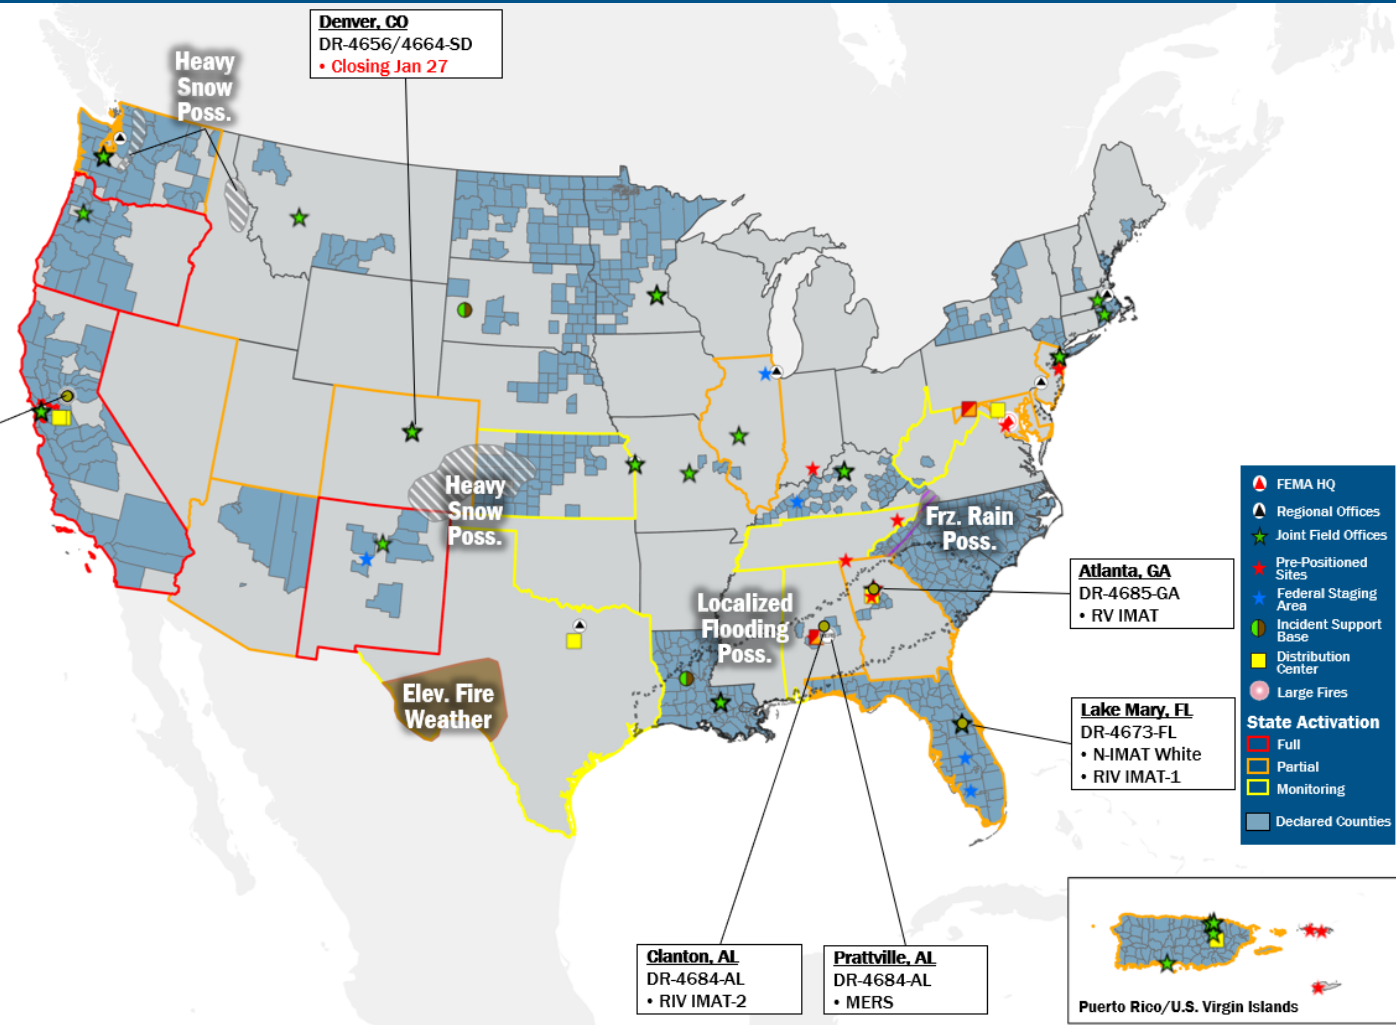 Denver, CO
DR-4656/4664-SD
• Closing Jan 27
Heavy
Snow
Poss.
Heavy
Snow
Poss.
Frz. Rain
Poss.
Localized
Flooding
Poss.
Elev. Fire
Weather
Atlanta, GA
DR-4685-GA
• RV IMAT
Lake Mary, FL
DR-4673-FL
• N-IMAT White
• RIV IMAT-1
Clanton, AL
DR-4684-AL
• RIV IMAT-2
Prattville, AL
DR-4684-AL
• MERS
FEMA HQ
Regional Offices
Joint Field Offices
Pre-Positioned
Sites
Federal Staging
Area
Incident Support
Base
Distribution
Center
Large Fires
State Activation
Full
Partial
Monitoring
Declared Counties
Puerto Rico/U.S. Virgin Islands